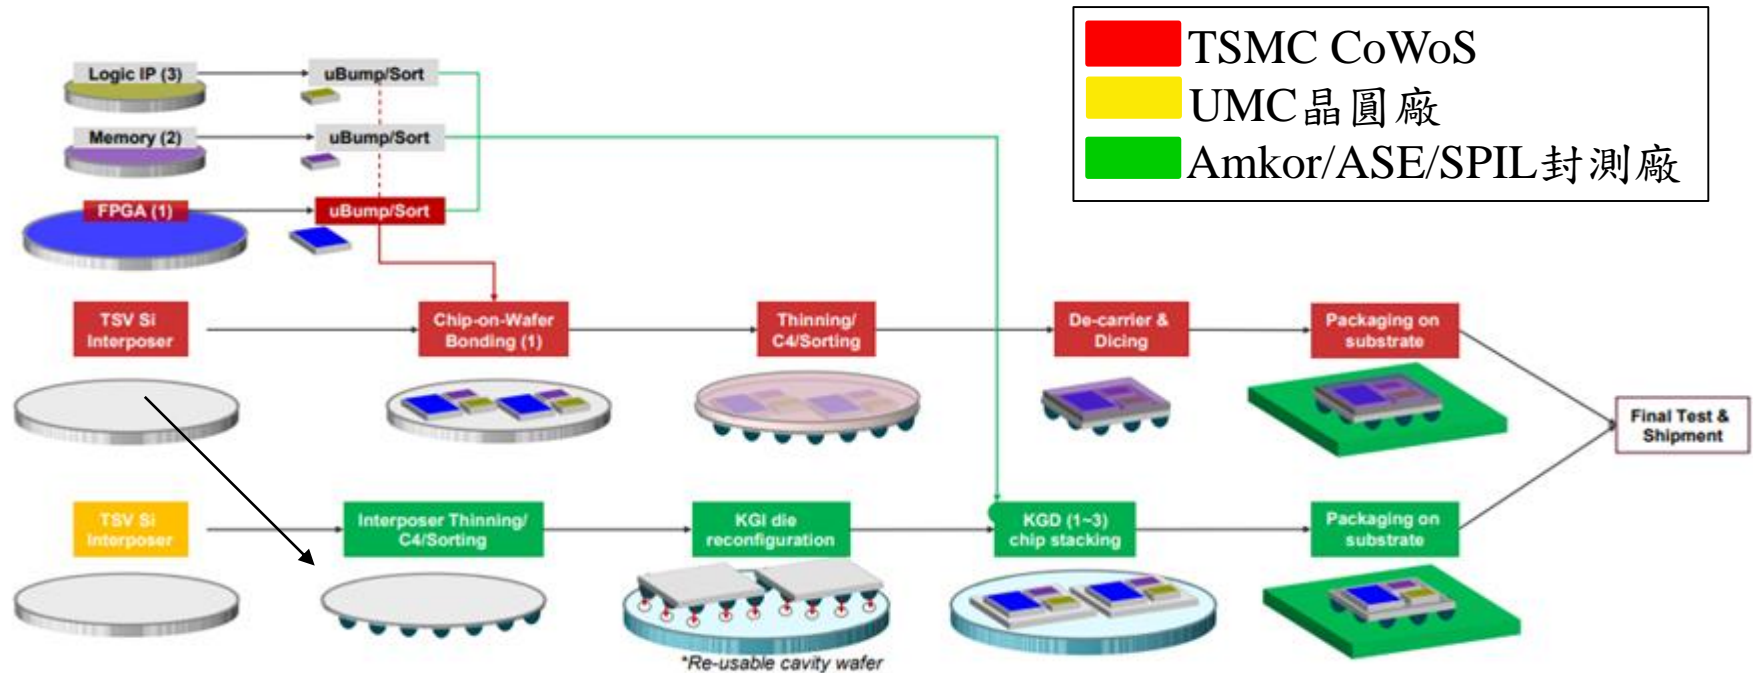 TSMC CoWoS
UMC晶圓廠
Amkor/ASE/SPIL封測廠
Logic IP (3)
uBump/Sort
Memory (2)
uBump/Sort
FPGA (1)
uBump/Sort
TSV Si
Interposer
Chip-on-Wafer
Bonding (1)
Thinning/
C4/Sorting
De-carrier &
Dicing
Packaging on
substrate
Final Test &
Shipment
TSV Si
Interposer
Interposer Thinning/
C4/Sorting
KGI die
reconfiguration
KGD (1~3)
chip stacking
Packaging on
substrate
*Re-usable cavity wafer